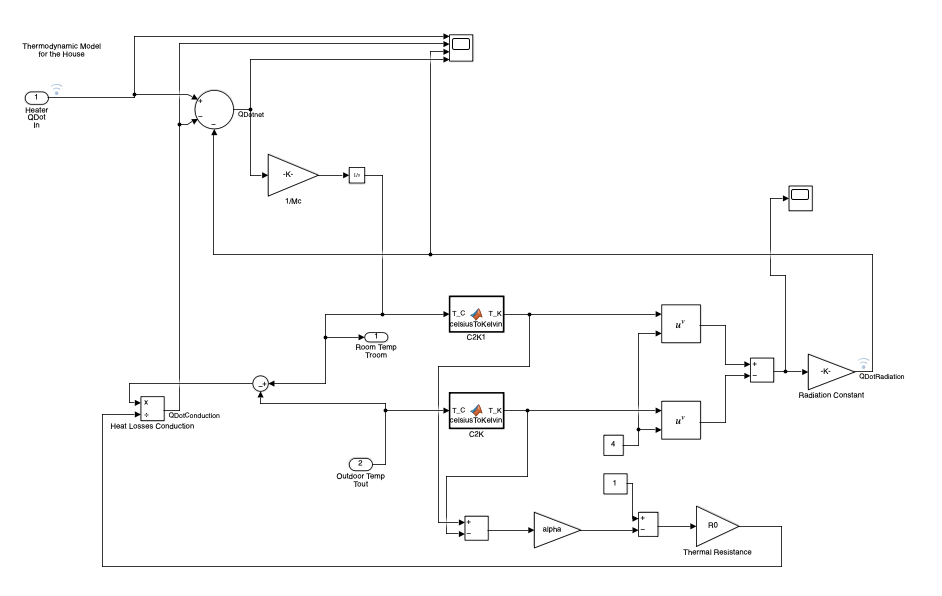 Thermodynamic Model
for the House
1
Heater
QDot
In
+
−
−
QDotnet
-K-
1/Mc
1/s
T_C T_K
celsiusToKelvin
C2K1
1
Room Temp
Troom
uᵛ
+
−
-K-
QDotRadiation
Radiation Constant
−+
×
÷
QDotConduction
Heat Losses Conduction
T_C T_K
celsiusToKelvin
C2K
uᵛ
4
2
Outdoor Temp
Tout
1
+
−
alpha
+
−
R0
Thermal Resistance